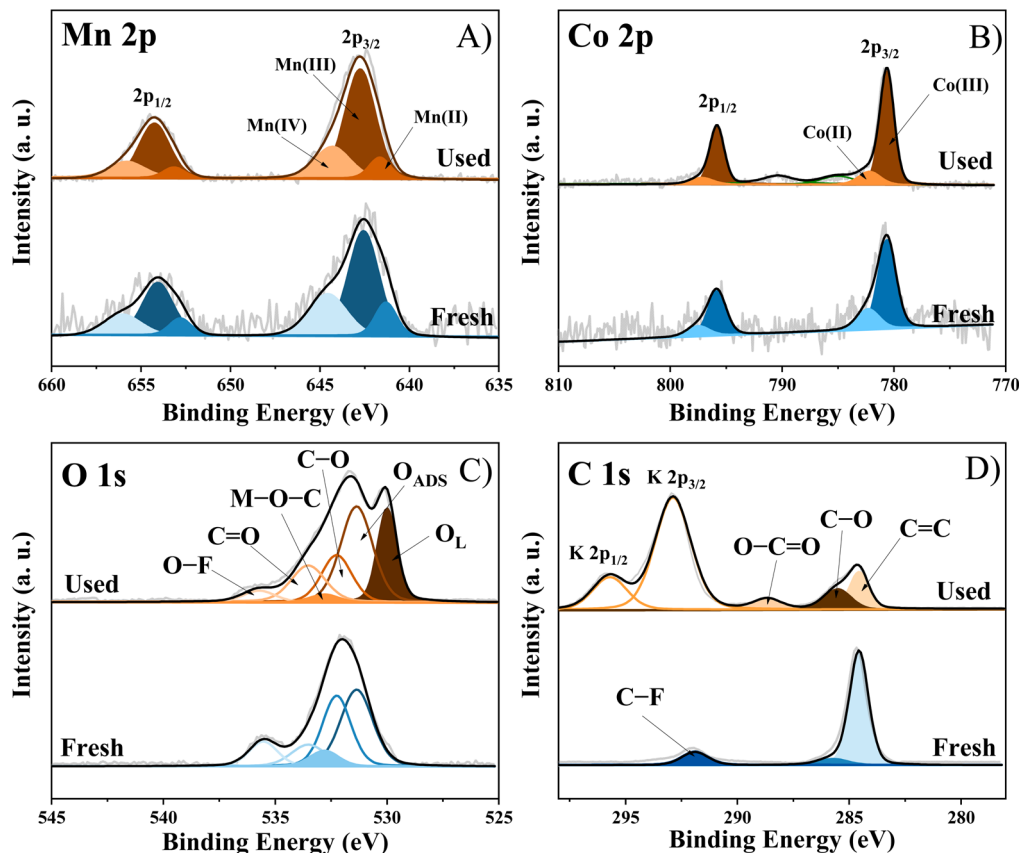 Mn 2p
A)
2p3/2
Mn(III)
2p1/2
Mn(IV)
Mn(II)
Used
Fresh
Intensity (a. u.)
660 655 650 645 640 635
Binding Energy (eV)
Co 2p
B)
2p3/2
2p1/2
Co(III)
Co(II)
Used
Fresh
Intensity (a. u.)
810 800 790 780 770
Binding Energy (eV)
O 1s
C)
C–O
OADS
M–O–C
C=O
OL
O–F
Used
Fresh
Intensity (a. u.)
545 540 535 530 525
Binding Energy (eV)
C 1s
D)
K 2p3/2
C–O
C=C
O–C=O
K 2p1/2
Used
C–F
Fresh
Intensity (a. u.)
295 290 285 280
Binding Energy (eV)